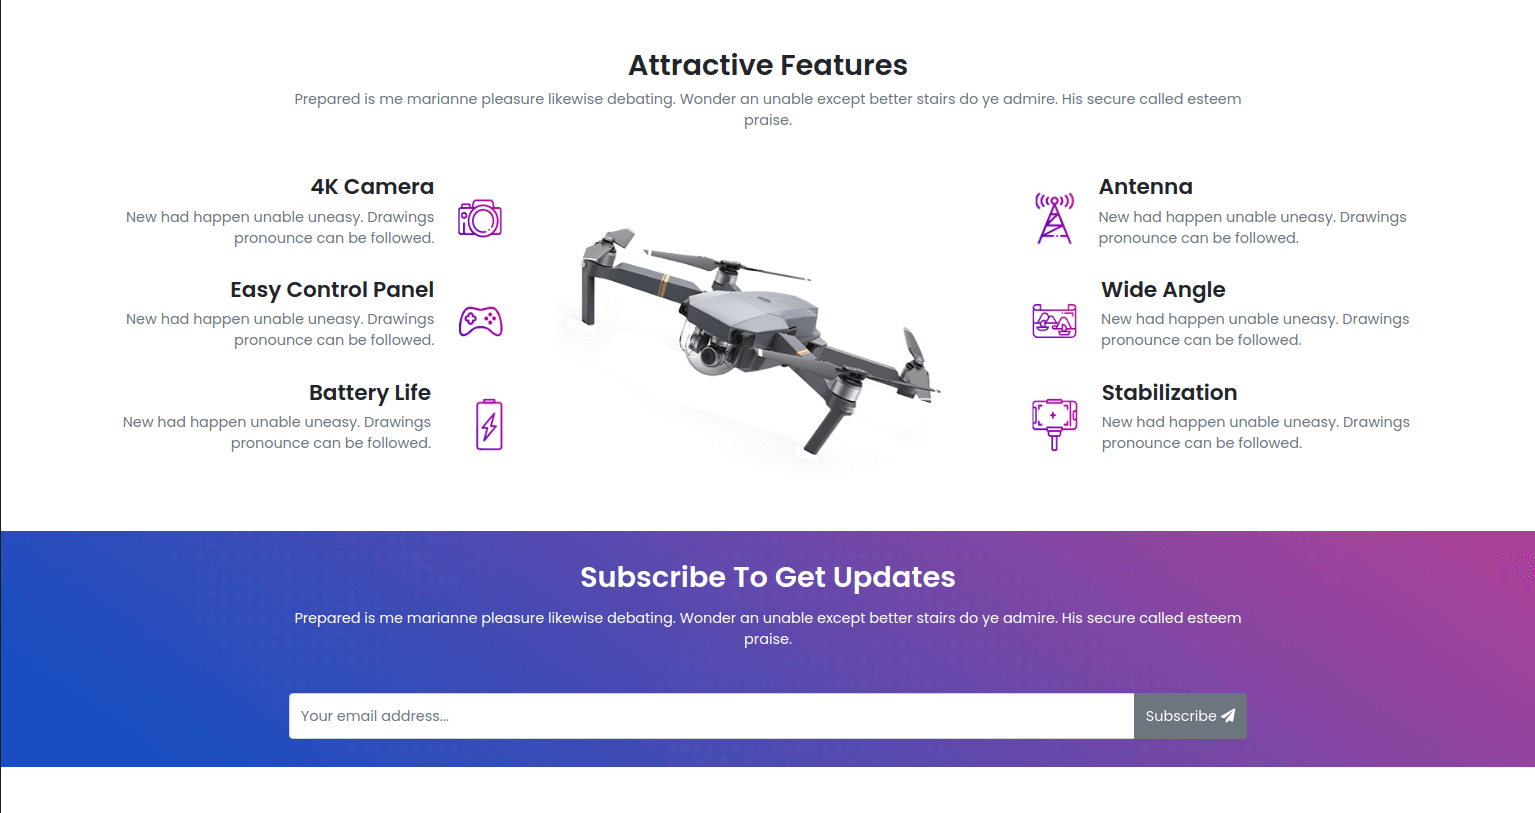 Attractive Features
Prepared is me marianne pleasure likewise debating. Wonder an unable except better stairs do ye admire. His secure called esteem
praise.
4K Camera
New had happen unable uneasy. Drawings
pronounce can be followed.
Easy Control Panel
New had happen unable uneasy. Drawings
pronounce can be followed.
Battery Life
New had happen unable uneasy. Drawings
pronounce can be followed.
Antenna
New had happen unable uneasy. Drawings
pronounce can be followed.
Wide Angle
New had happen unable uneasy. Drawings
pronounce can be followed.
Stabilization
New had happen unable uneasy. Drawings
pronounce can be followed.
Subscribe To Get Updates
Prepared is me marianne pleasure likewise debating. Wonder an unable except better stairs do ye admire. His secure called esteem
praise.
Your email address...
Subscribe